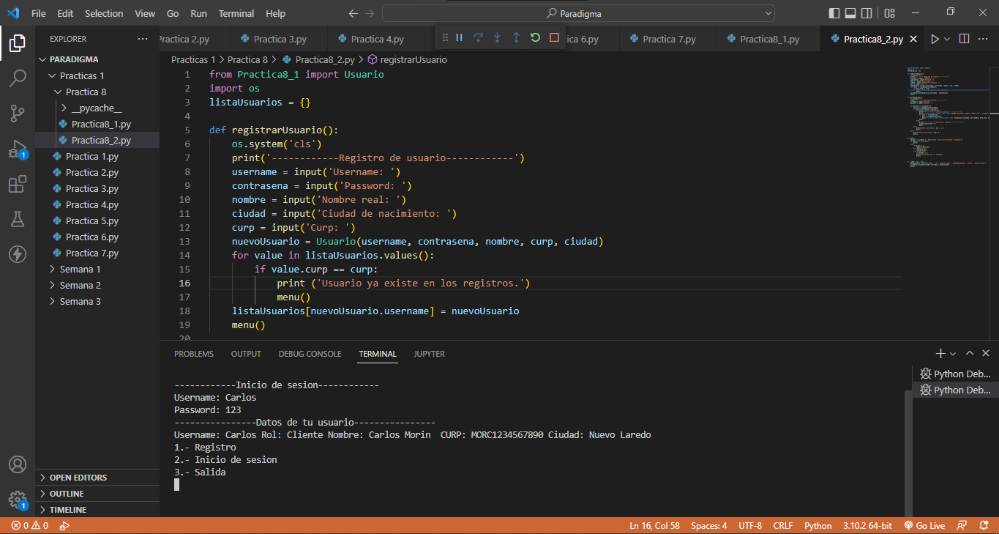 File Edit Selection View Go Run Terminal Help Paradigma
EXPLORER
Practica 2.py Practica 3.py Practica 4.py ica 6.py Practica 7.py Practica8_1.py Practica8_2.py
PARADIGMA
Practicas 1
Practica 8
__pycache__
Practica8_1.py
Practica8_2.py
Practica 1.py
Practica 2.py
Practica 3.py
Practica 4.py
Practica 5.py
Practica 6.py
Practica 7.py
Semana 1
Semana 2
Semana 3
OPEN EDITORS
OUTLINE
TIMELINE
1
1
Practicas 1 > Practica 8 > Practica8_2.py > registrarUsuario
1 from Practica8_1 import Usuario
2 import os
3 listaUsuarios = {}
4
5 def registrarUsuario():
6 os.system('cls')
7 print('------------Registro de usuario------------')
8 username = input('Username: ')
9 contrasena = input('Password: ')
10 nombre = input('Nombre real: ')
11 ciudad = input('Ciudad de nacimiento: ')
12 curp = input('Curp: ')
13 nuevoUsuario = Usuario(username, contrasena, nombre, curp, ciudad)
14 for value in listaUsuarios.values():
15 if value.curp == curp:
16 print ('Usuario ya existe en los registros.')
17 menu()
18 listaUsuarios[nuevoUsuario.username] = nuevoUsuario
19 menu()
20
PROBLEMS OUTPUT DEBUG CONSOLE TERMINAL JUPYTER
Python Deb...
Python Deb...
------------Inicio de sesion------------
Username: Carlos
Password: 123
----------------Datos de tu usuario----------------
Username: Carlos Rol: Cliente Nombre: Carlos Morin  CURP: MORC1234567890 Ciudad: Nuevo Laredo
1.- Registro
2.- Inicio de sesion
3.- Salida
0 0 Ln 16, Col 58 Spaces: 4 UTF-8 CRLF Python 3.10.2 64-bit Go Live